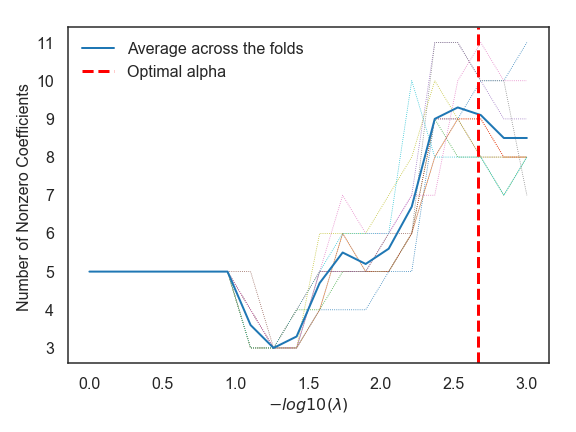 Average across the folds
Optimal alpha
Number of Nonzero Coefficients
11
10
9
8
7
6
5
4
3
0.0 0.5 1.0 1.5 2.0 2.5 3.0
−log10(λ)